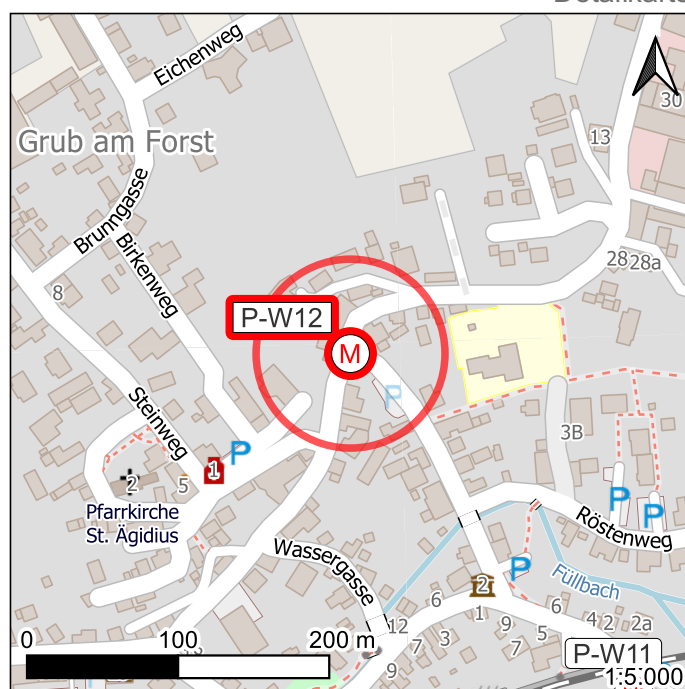 Eichenweg
30
Grub am Forst
13
Brunngasse
Birkenweg
28
28a
8
P-W12
M
P
3B
Steinweg
1
P
2
5
Pfarrkirche
St. Ägidius
P
P
Röstenweg
Wassergasse
P
Füllbach
2
6
1
12
3
7
9
9
7
5
6
4
2
2a
P-W11
0
100
200 m
1:5.000